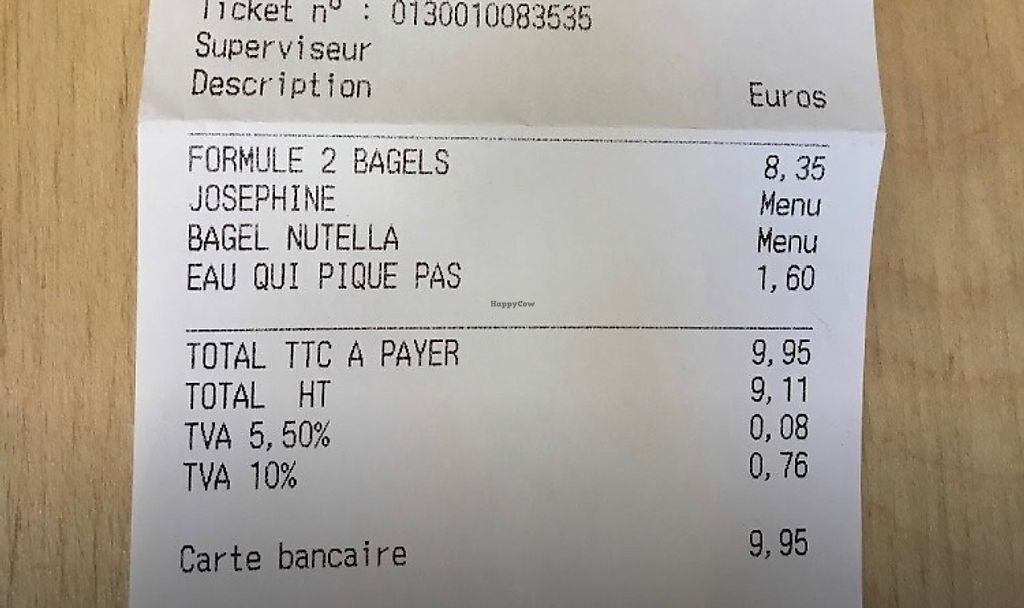 Ticket nº : 0130010083535
Superviseur
Description Euros
FORMULE 2 BAGELS 8,35
JOSEPHINE Menu
BAGEL NUTELLA Menu
EAU QUI PIQUE PAS 1,60
HappyCow
TOTAL TTC A PAYER 9,95
TOTAL HT 9,11
TVA 5,50% 0,08
TVA 10% 0,76
Carte bancaire 9,95